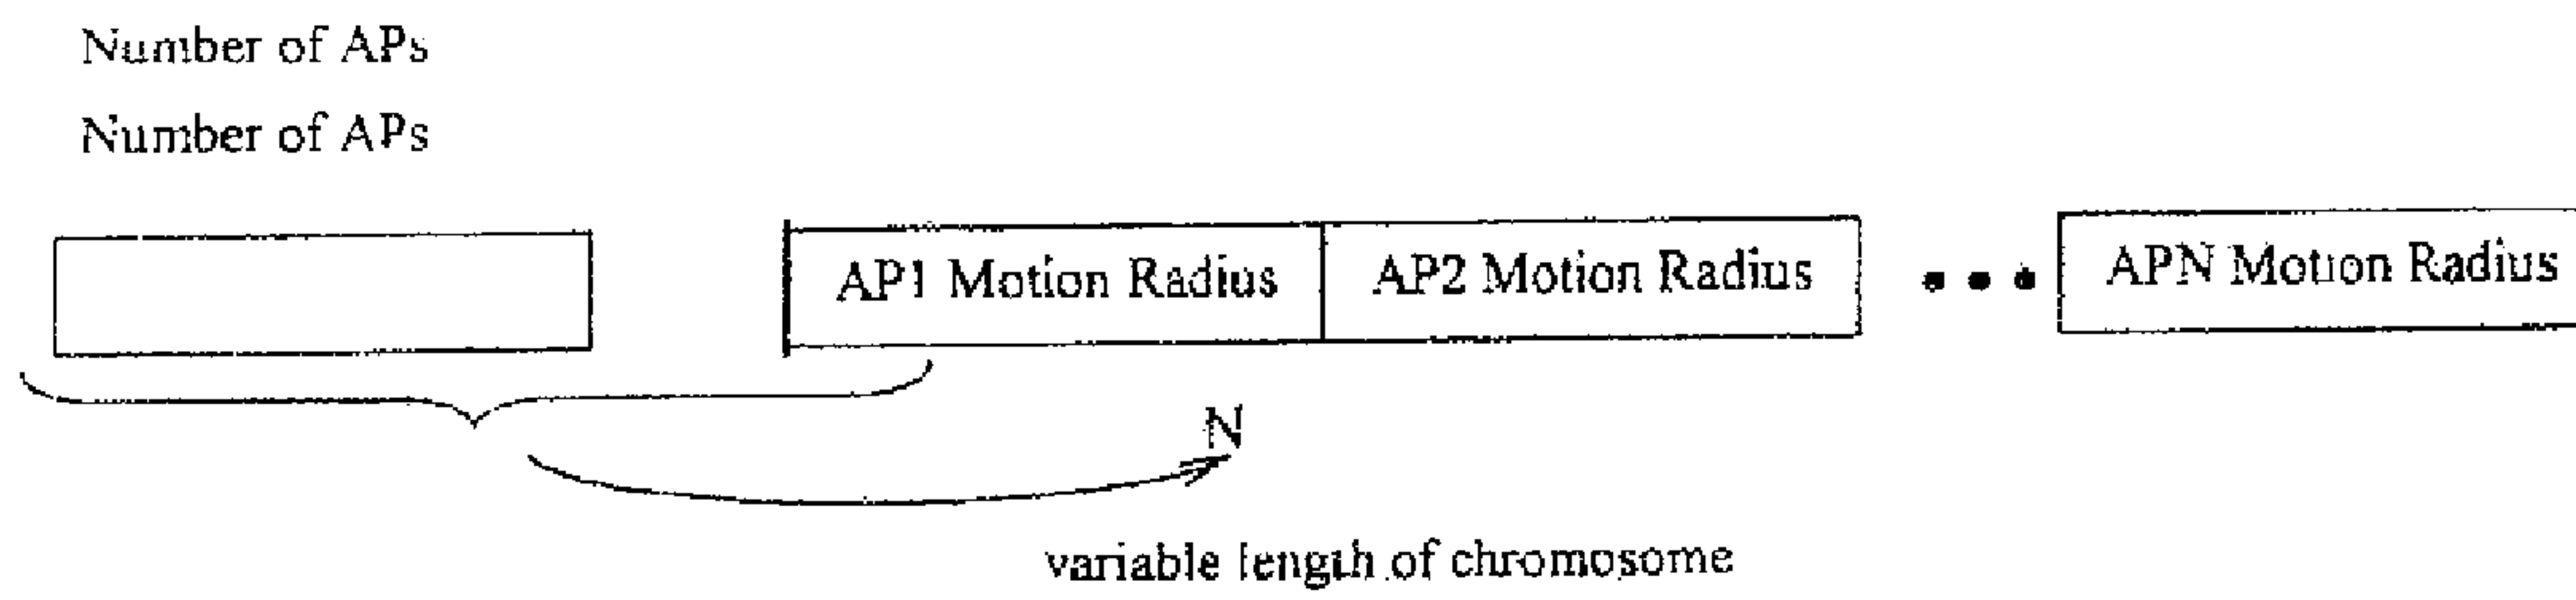 Number of APs
Number of APs
AP1 Motion Radius AP2 Motion Radius ••• APN Motion Radius
N
variable length of chromosome